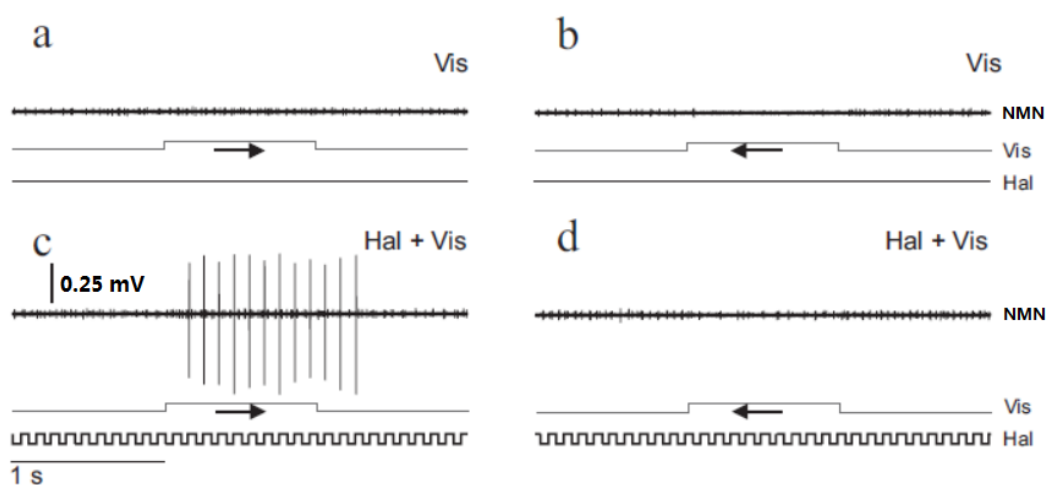 a
Vis
b
Vis
NMN
Vis
Hal
c
Hal + Vis
0.25 mV
d
Hal + Vis
NMN
Vis
Hal
1 s